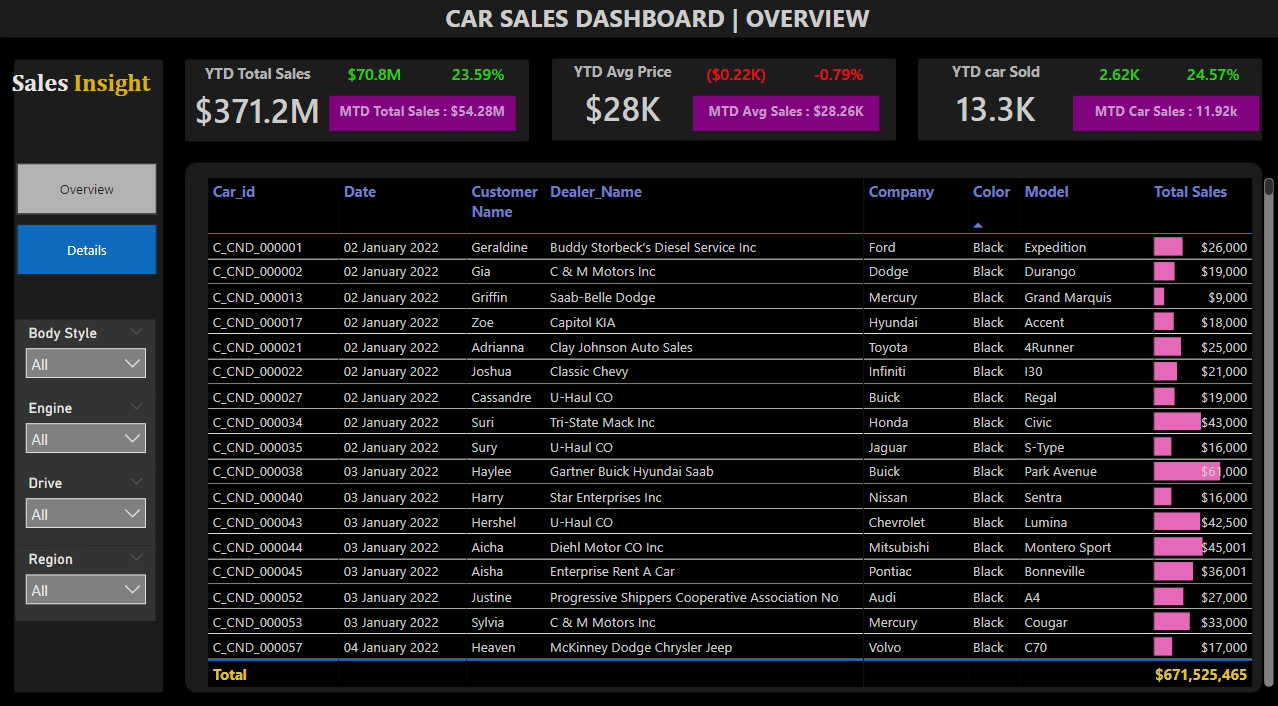 CAR SALES DASHBOARD | OVERVIEW
Sales Insight
YTD Total Sales $70.8M 23.59%
$371.2M MTD Total Sales : $54.28M
YTD Avg Price ($0.22K) -0.79%
$28K MTD Avg Sales : $28.26K
YTD car Sold 2.62K 24.57%
13.3K MTD Car Sales : 11.92k
Overview
Details
Body Style
All
Engine
All
Drive
All
Region
All
Car_id Date Customer Name Dealer_Name Company Color Model Total Sales
C_CND_000001 02 January 2022 Geraldine Buddy Storbeck's Diesel Service Inc Ford Black Expedition $26,000
C_CND_000002 02 January 2022 Gia C & M Motors Inc Dodge Black Durango $19,000
C_CND_000013 02 January 2022 Griffin Saab-Belle Dodge Mercury Black Grand Marquis $9,000
C_CND_000017 02 January 2022 Zoe Capitol KIA Hyundai Black Accent $18,000
C_CND_000021 02 January 2022 Adrianna Clay Johnson Auto Sales Toyota Black 4Runner $25,000
C_CND_000022 02 January 2022 Joshua Classic Chevy Infiniti Black I30 $21,000
C_CND_000027 02 January 2022 Cassandre U-Haul CO Buick Black Regal $19,000
C_CND_000034 02 January 2022 Suri Tri-State Mack Inc Honda Black Civic $43,000
C_CND_000035 02 January 2022 Sury U-Haul CO Jaguar Black S-Type $16,000
C_CND_000038 03 January 2022 Haylee Gartner Buick Hyundai Saab Buick Black Park Avenue $61,000
C_CND_000040 03 January 2022 Harry Star Enterprises Inc Nissan Black Sentra $16,000
C_CND_000043 03 January 2022 Hershel U-Haul CO Chevrolet Black Lumina $42,500
C_CND_000044 03 January 2022 Aicha Diehl Motor CO Inc Mitsubishi Black Montero Sport $45,001
C_CND_000045 03 January 2022 Aisha Enterprise Rent A Car Pontiac Black Bonneville $36,001
C_CND_000052 03 January 2022 Justine Progressive Shippers Cooperative Association No Audi Black A4 $27,000
C_CND_000053 03 January 2022 Sylvia C & M Motors Inc Mercury Black Cougar $33,000
C_CND_000057 04 January 2022 Heaven McKinney Dodge Chrysler Jeep Volvo Black C70 $17,000
Total $671,525,465